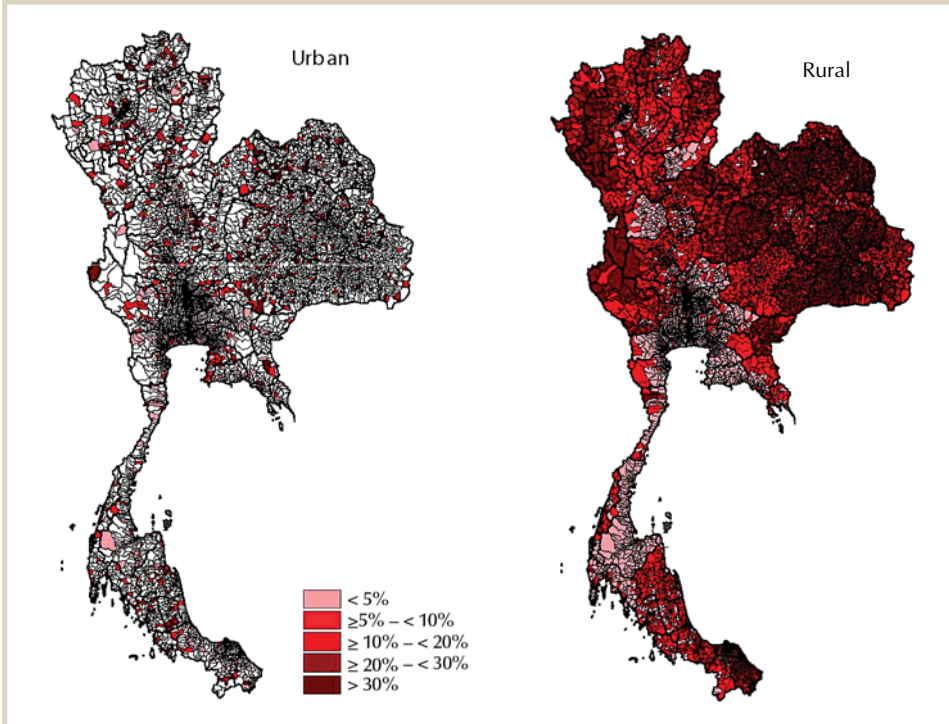 Urban
Rural
< 5%
≥5% – < 10%
≥ 10% – < 20%
≥ 20% – < 30%
> 30%